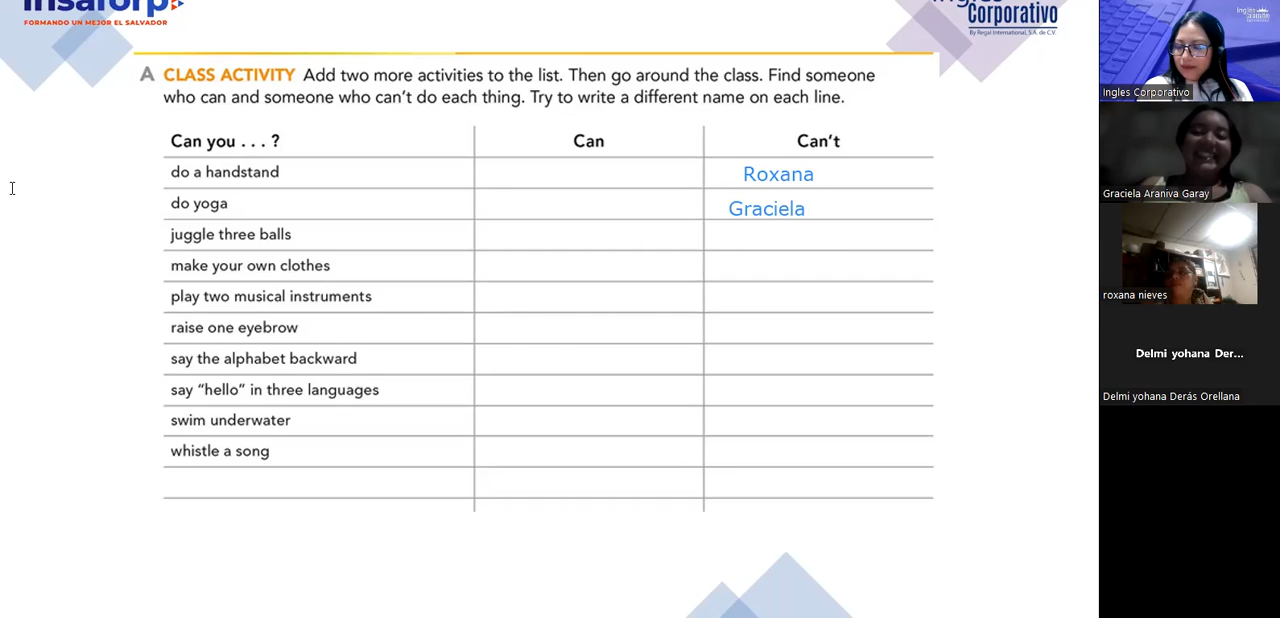 insaforp
FORMANDO UN MEJOR EL SALVADOR
Inglés
Corporativo
By Regal International, S.A. de C.V.
A CLASS ACTIVITY Add two more activities to the list. Then go around the class. Find someone
who can and someone who can't do each thing. Try to write a different name on each line.
Can you . . . ? Can Can't
do a handstand Roxana
do yoga Graciela
juggle three balls
make your own clothes
play two musical instruments
raise one eyebrow
say the alphabet backward
say “hello” in three languages
swim underwater
whistle a song
Ingles Corporativo
Graciela Araniva Garay
roxana nieves
Delmi yohana Der...
Delmi yohana Derás Orellana